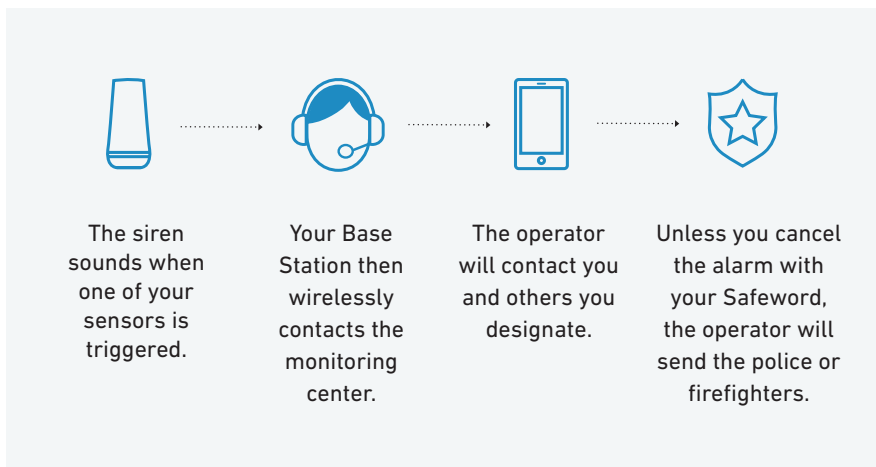 The siren
sounds when
one of your
sensors is
triggered.
Your Base
Station then
wirelessly
contacts the
monitoring
center.
The operator
will contact you
and others you
designate.
Unless you cancel
the alarm with
your Safeword,
the operator will
send the police or
firefighters.